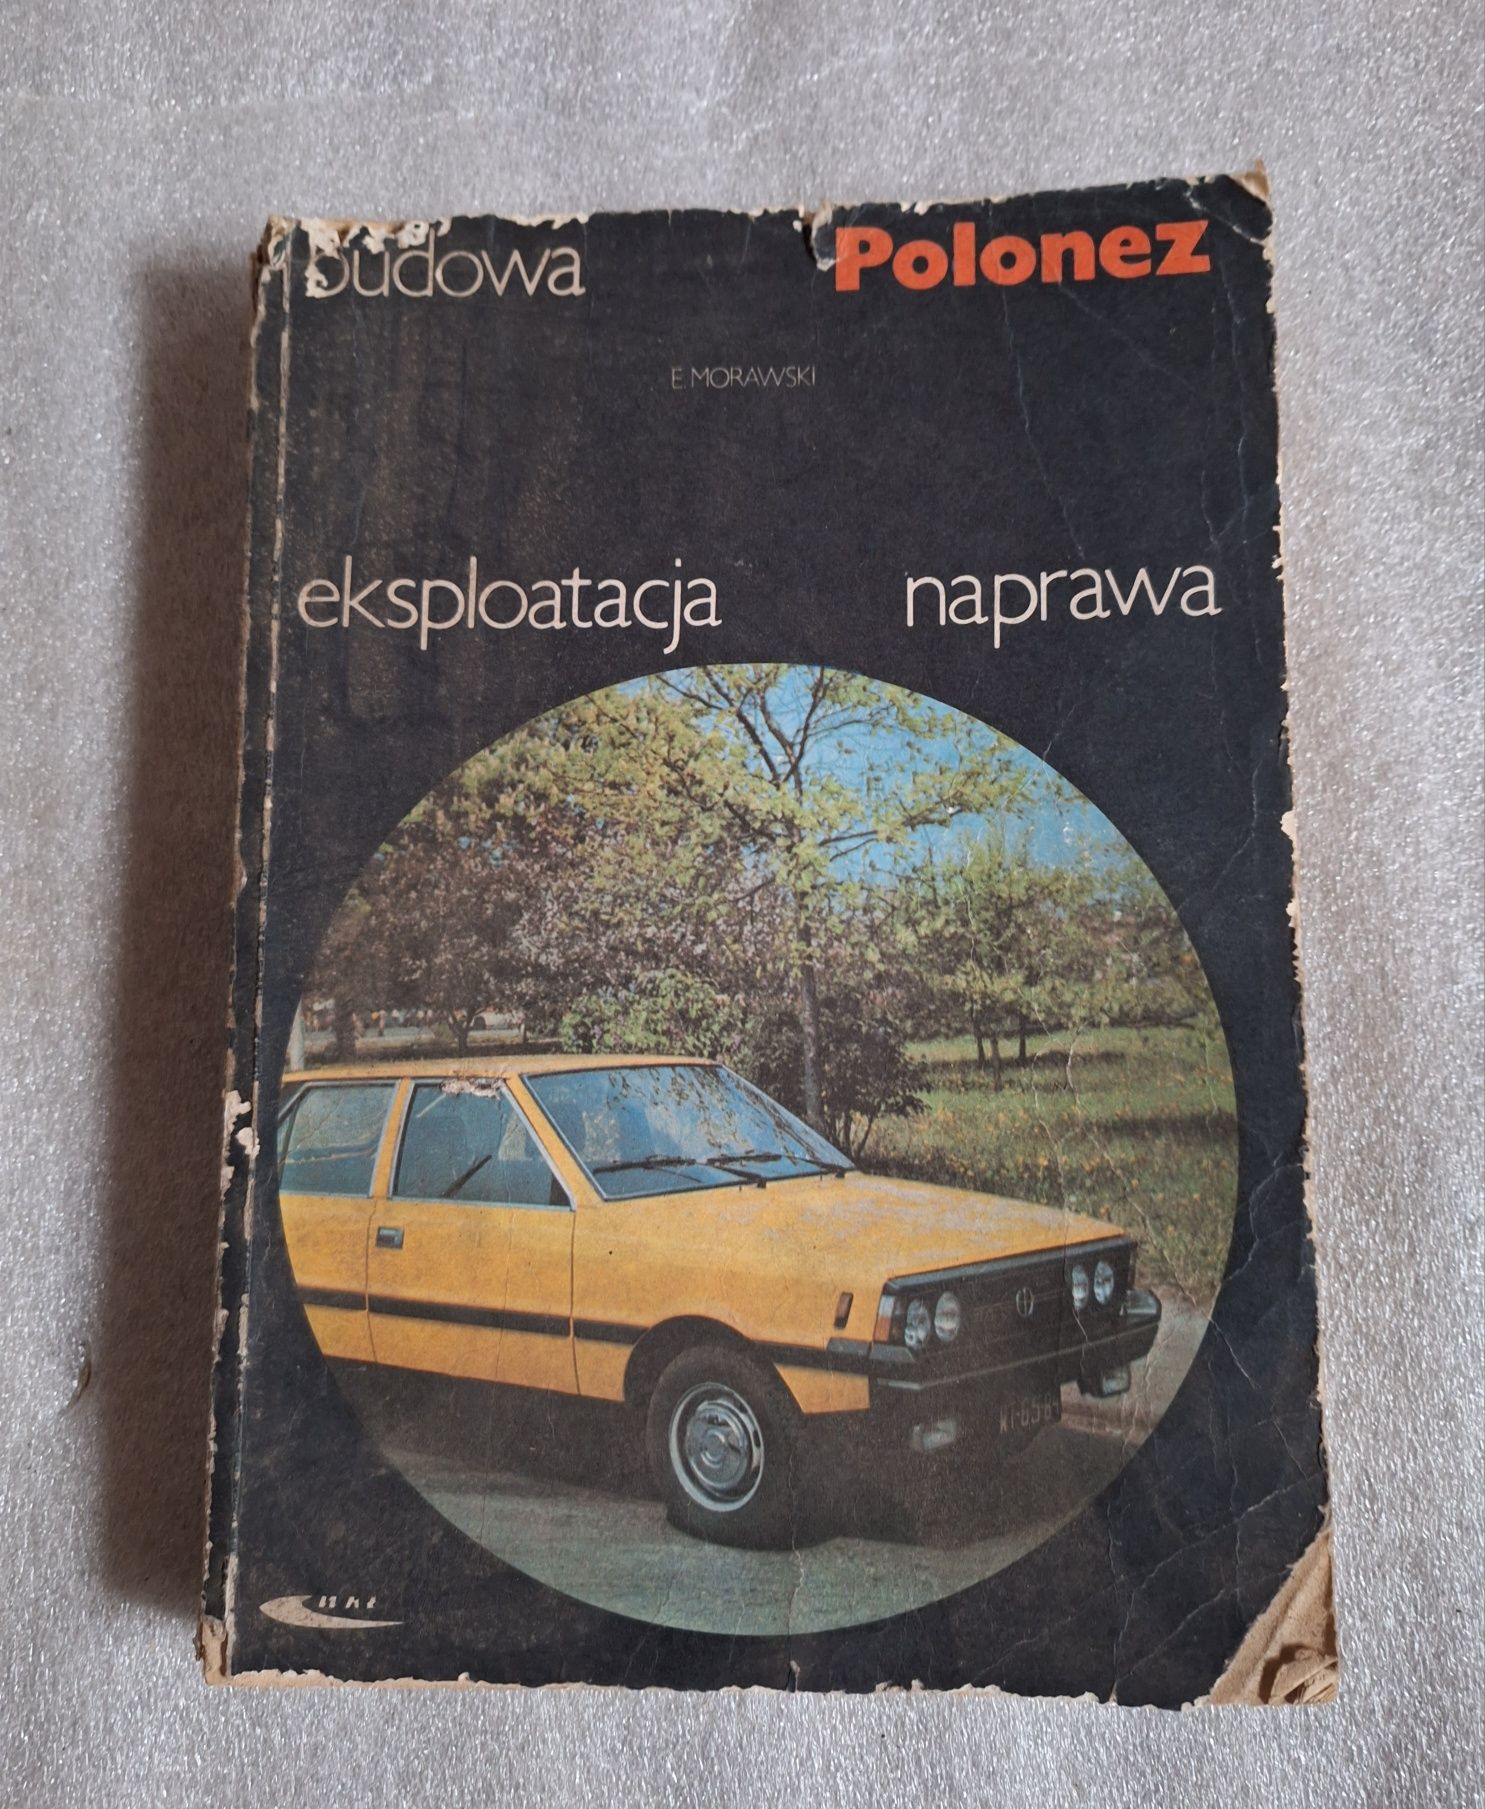 budowa Polonez
E. MORAWSKI
eksploatacja naprawa